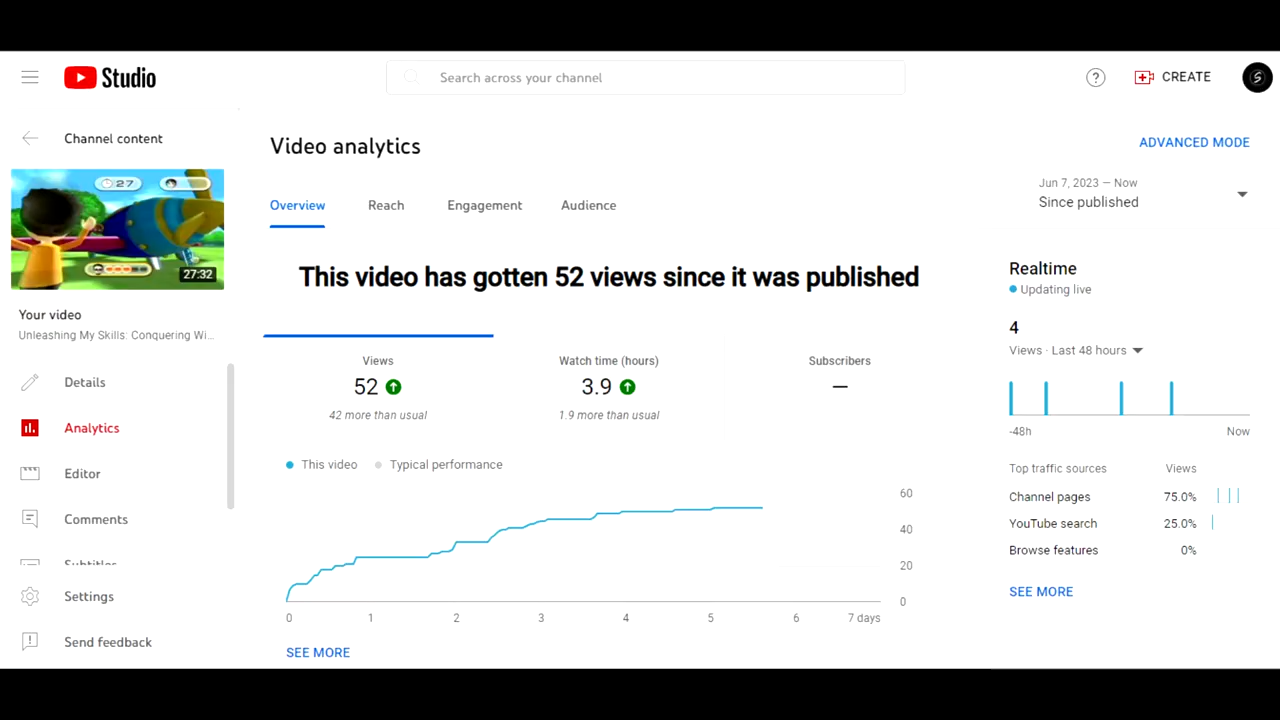 Studio
Search across your channel
?
CREATE
S
Channel content
27
27:32
Your video
Unleashing My Skills: Conquering Wi...
Details
Analytics
Editor
Comments
Subtitles
Settings
Send feedback
Video analytics
ADVANCED MODE
Overview
Reach
Engagement
Audience
Jun 7, 2023 – Now
Since published
This video has gotten 52 views since it was published
Views
52
42 more than usual
Watch time (hours)
3.9
1.9 more than usual
Subscribers
—
This video
Typical performance
60
40
20
0
0 1 2 3 4 5 6 7 days
SEE MORE
Realtime
Updating live
4
Views · Last 48 hours
-48h
Now
Top traffic sources
Views
Channel pages
75.0%
YouTube search
25.0%
Browse features
0%
SEE MORE